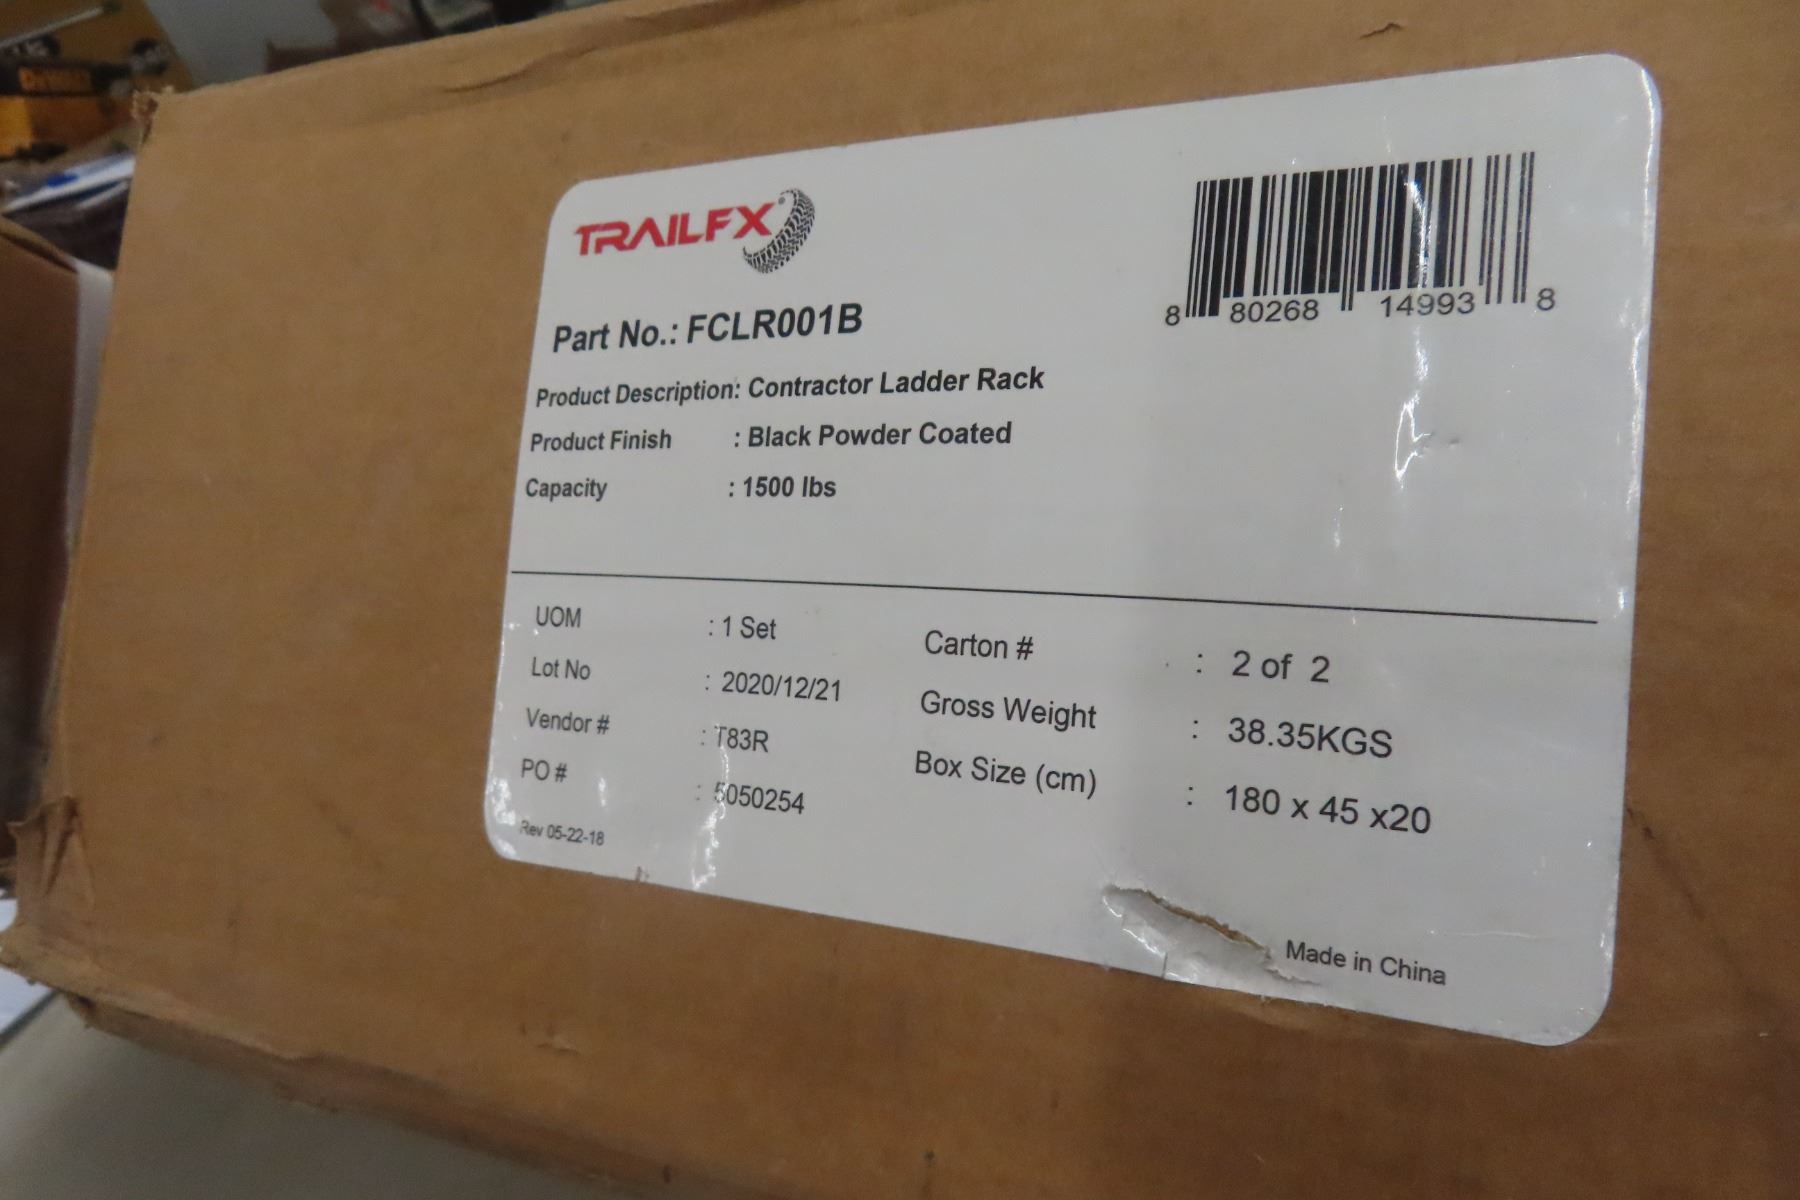 DEWALT
TRAILFX®
8 80268 14993 8
Part No.: FCLR001B
Product Description: Contractor Ladder Rack
Product Finish : Black Powder Coated
Capacity : 1500 lbs
UOM : 1 Set
Lot No : 2020/12/21
Vendor # : T83R
PO # : 5050254
Rev 05-22-18
Carton # : 2 of 2
Gross Weight : 38.35KGS
Box Size (cm) : 180 x 45 x20
Made in China